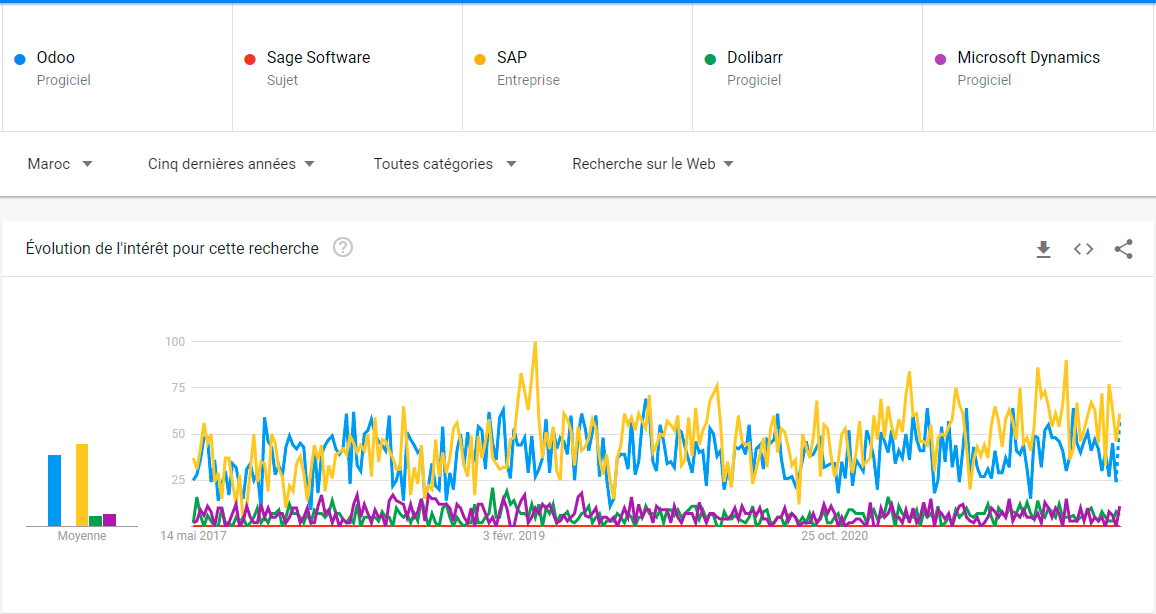 Odoo
Progiciel
Sage Software
Sujet
SAP
Entreprise
Dolibarr
Progiciel
Microsoft Dynamics
Progiciel
Maroc
Cinq dernières années
Toutes catégories
Recherche sur le Web
Évolution de l'intérêt pour cette recherche
?
100
75
50
25
Moyenne
14 mai 2017
3 févr. 2019
25 oct. 2020